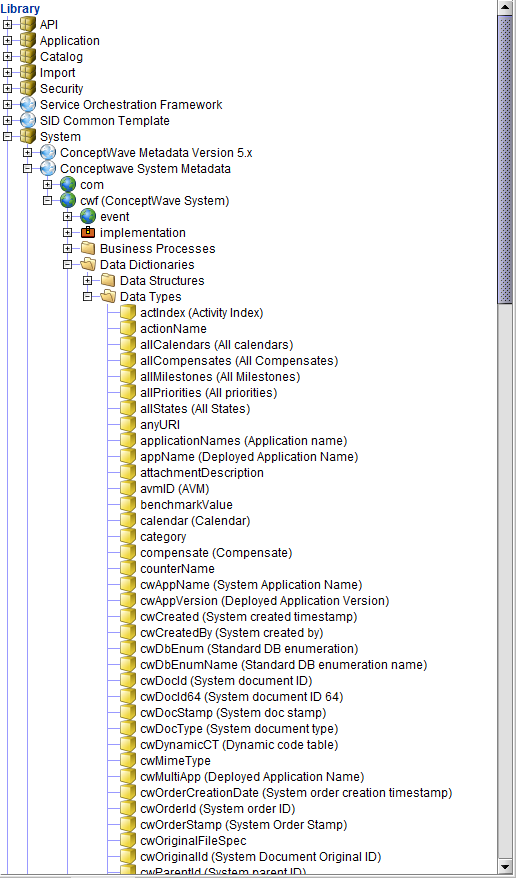 Library
API
Application
Catalog
Import
Security
Service Orchestration Framework
SID Common Template
System
ConceptWave Metadata Version 5.x
Conceptwave System Metadata
com
cwf (ConceptWave System)
event
implementation
Business Processes
Data Dictionaries
Data Structures
Data Types
actIndex (Activity Index)
actionName
allCalendars (All calendars)
allCompensates (All Compensates)
allMilestones (All Milestones)
allPriorities (All priorities)
allStates (All States)
anyURI
applicationNames (Application name)
appName (Deployed Application Name)
attachmentDescription
avmID (AVM)
benchmarkValue
calendar (Calendar)
category
compensate (Compensate)
counterName
cwAppName (System Application Name)
cwAppVersion (Deployed Application Version)
cwCreated (System created timestamp)
cwCreatedBy (System created by)
cwDbEnum (Standard DB enumeration)
cwDbEnumName (Standard DB enumeration name)
cwDocId (System document ID)
cwDocId64 (System document ID 64)
cwDocStamp (System doc stamp)
cwDocType (System document type)
cwDynamicCT (Dynamic code table)
cwMimeType
cwMultiApp (Deployed Application Name)
cwOrderCreationDate (System order creation timestamp)
cwOrderId (System order ID)
cwOrderStamp (System Order Stamp)
cwOriginalFileSpec
cwOriginalId (System Document Original ID)
cwParentId (System parent ID)